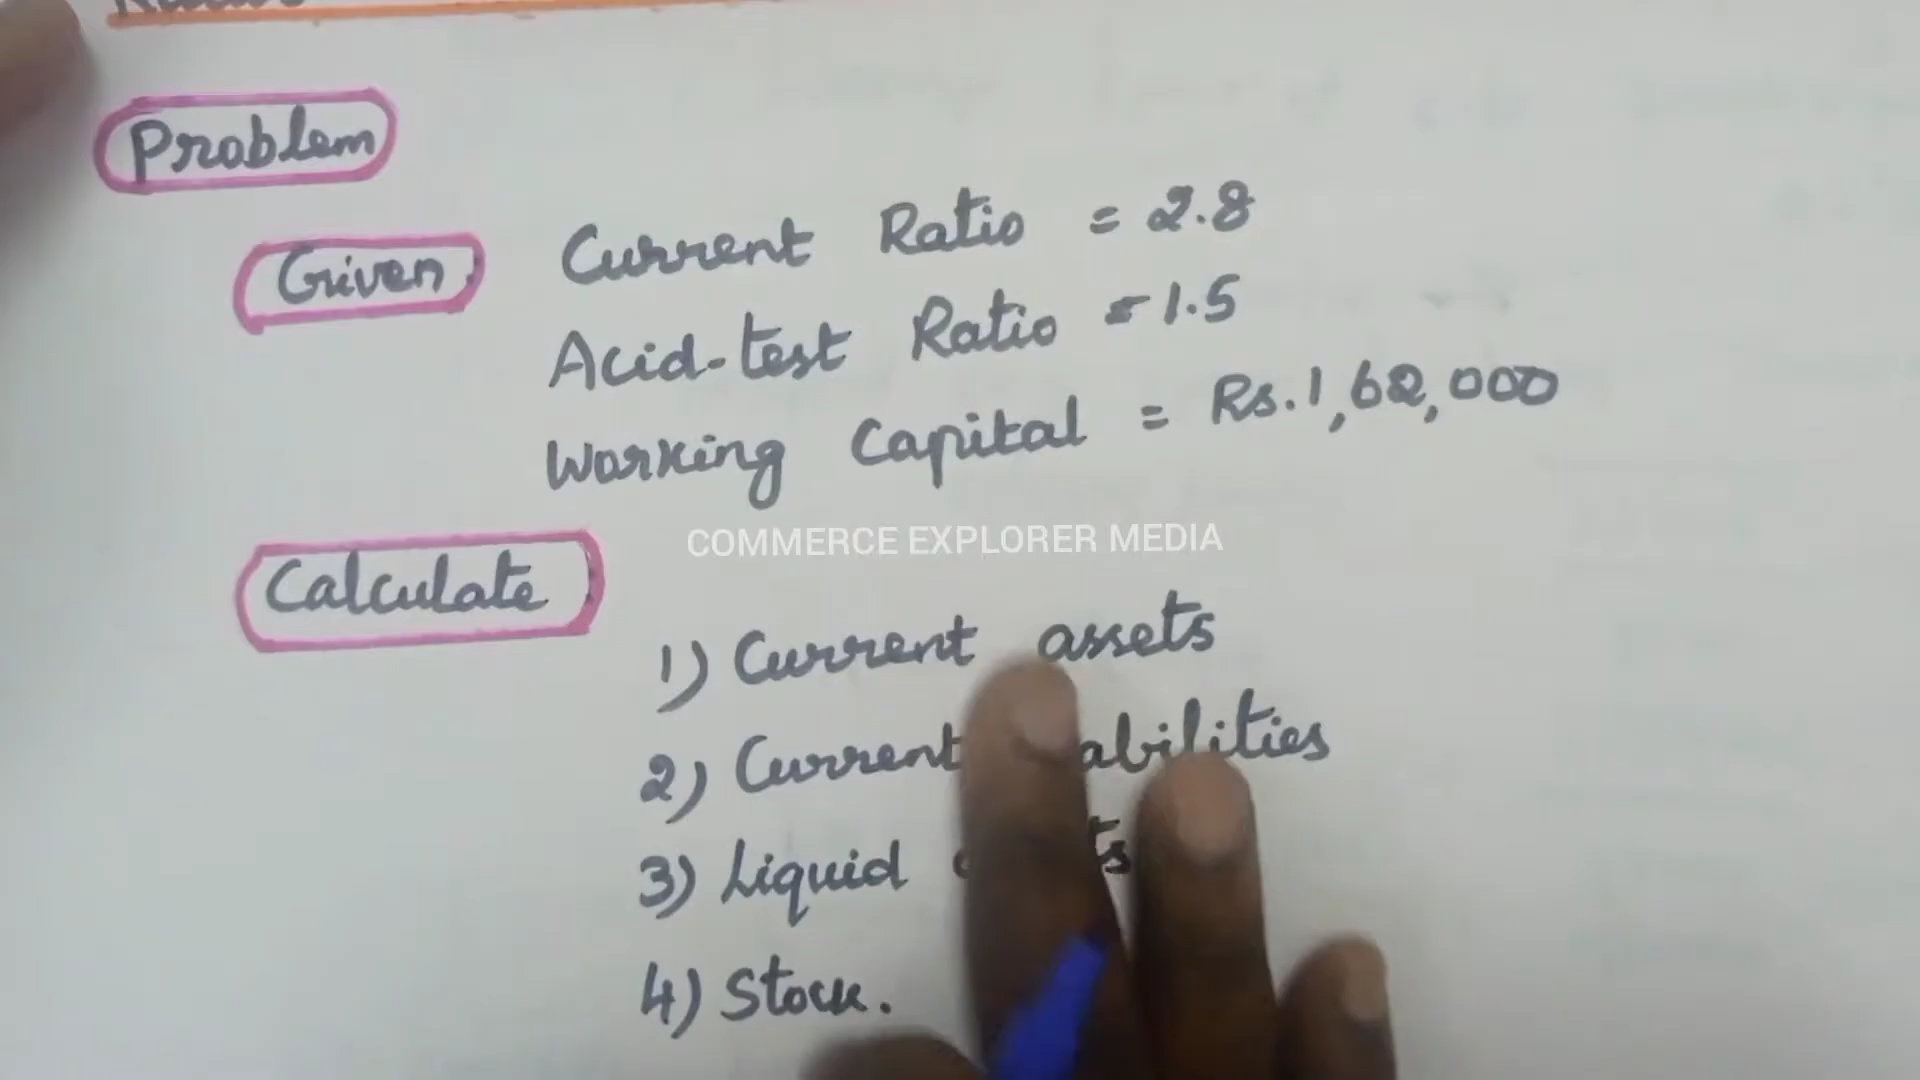 Problem
Given Current Ratio = 2.8
Acid-test Ratio = 1.5
Working Capital = Rs.1,62,000
COMMERCE EXPLORER MEDIA
Calculate
1) Current assets
2) Current
3) Liquid
4) Stock.